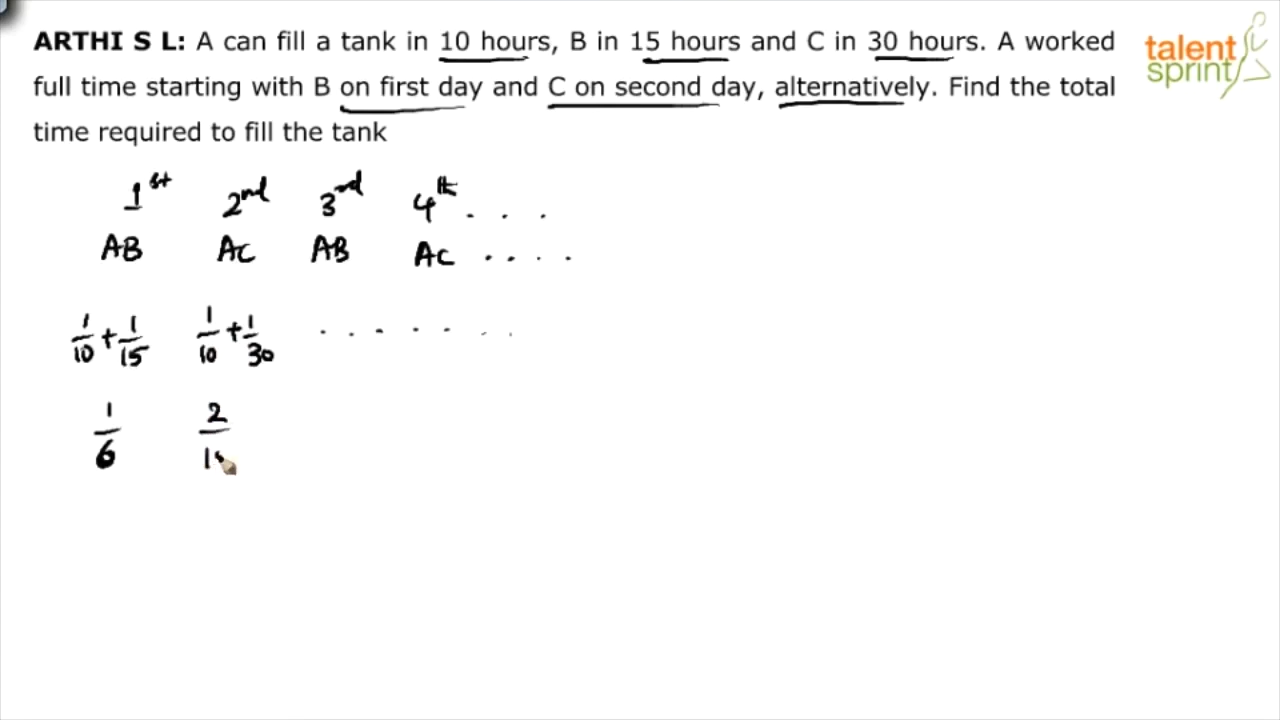 ARTHI S L: A can fill a tank in 10 hours, B in 15 hours and C in 30 hours. A worked
full time starting with B on first day and C on second day, alternatively. Find the total
time required to fill the tank
talent
sprint
1st 2nd 3rd 4th . . .
AB AC AB AC . . . .
1/10 + 1/15 1/10 + 1/30 . . . . . . .
1/6 2/1